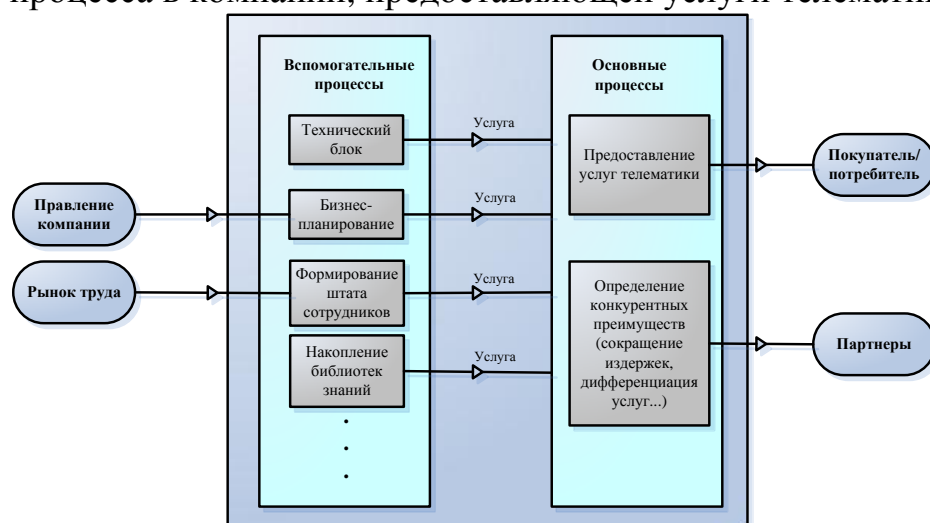 процесса в компании, предоставляющей услуги
Вспомогательные
процессы
Основные
процессы
Технический
блок
Услуга
Предоставление
услуг телематики
Покупатель/
потребитель
Правление
компании
Бизнес-
планирование
Услуга
Рынок труда
Формирование
штата
сотрудников
Услуга
Определение
конкурентных
преимуществ
(сокращение
издержек,
дифференциация
услуг...)
Партнеры
Накопление
библиотек
знаний
Услуга